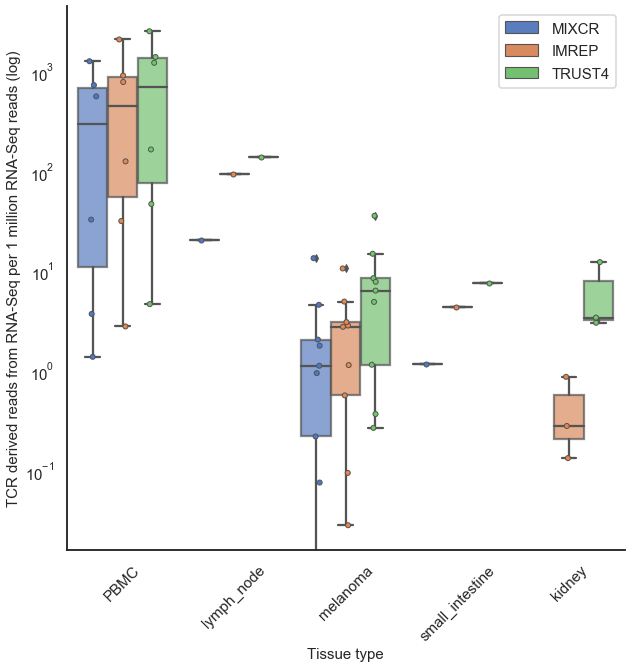 MIXCR
IMREP
TRUST4
TCR derived reads from RNA-Seq per 1 million RNA-Seq reads (log)
10³
10²
10¹
10⁰
10⁻¹
PBMC
lymph_node
melanoma
small_intestine
kidney
Tissue type